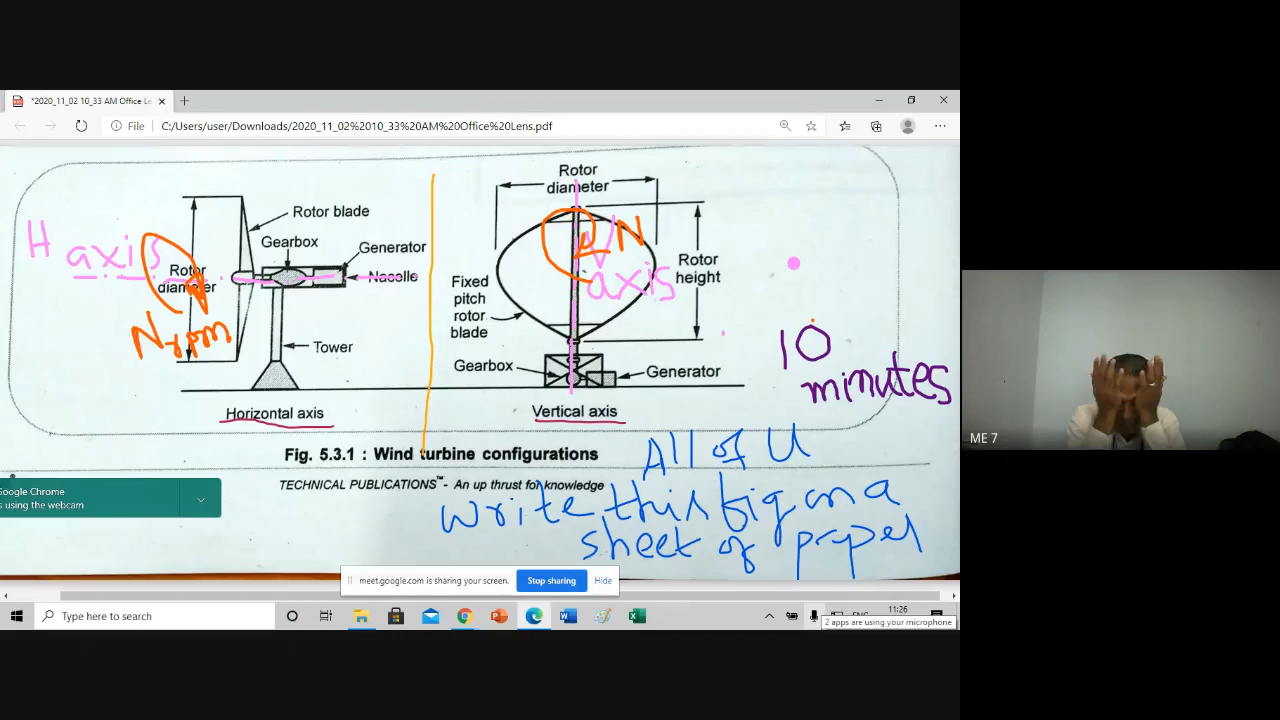 *2020_11_02 10_33 AM Office Le
File
C:/Users/user/Downloads/2020_11_02%2010_33%20AM%20Office%20Lens.pdf
H axis
Rotor diameter
Rotor blade
Gearbox
Generator
Nacelle
Tower
N rpm
Horizontal axis
Rotor
diameter
N
V
axis
Rotor
height
Fixed
pitch
rotor
blade
Gearbox
Generator
Vertical axis
10
minutes
Fig. 5.3.1 : Wind turbine configurations
TECHNICAL PUBLICATIONS™- An up thrust for knowledge
All of U
write this fig on a
sheet of paper
Google Chrome
s using the webcam
meet.google.com is sharing your screen.
Stop sharing
Hide
Type here to search
ENG
11:26
2 apps are using your microphone
ME 7